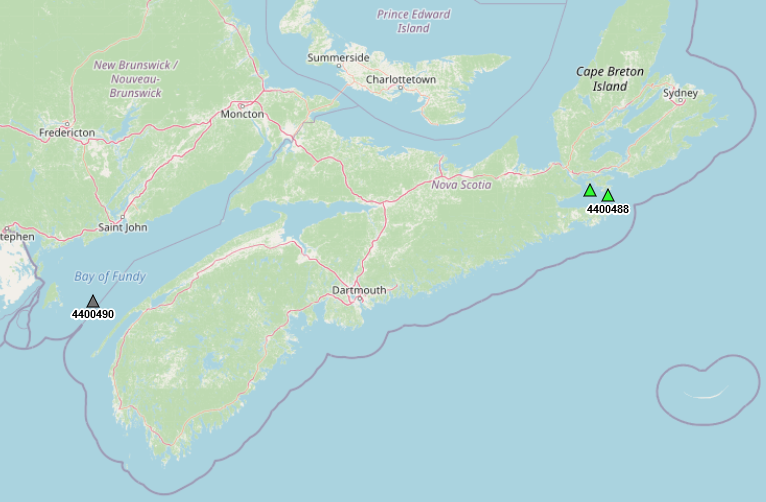 Prince Edward
Island
Summerside
Charlottetown
New Brunswick /
Nouveau-
Brunswick
Cape Breton
Island
Sydney
Moncton
Fredericton
Nova Scotia
4400488
Saint John
tephen
Bay of Fundy
Dartmouth
4400490